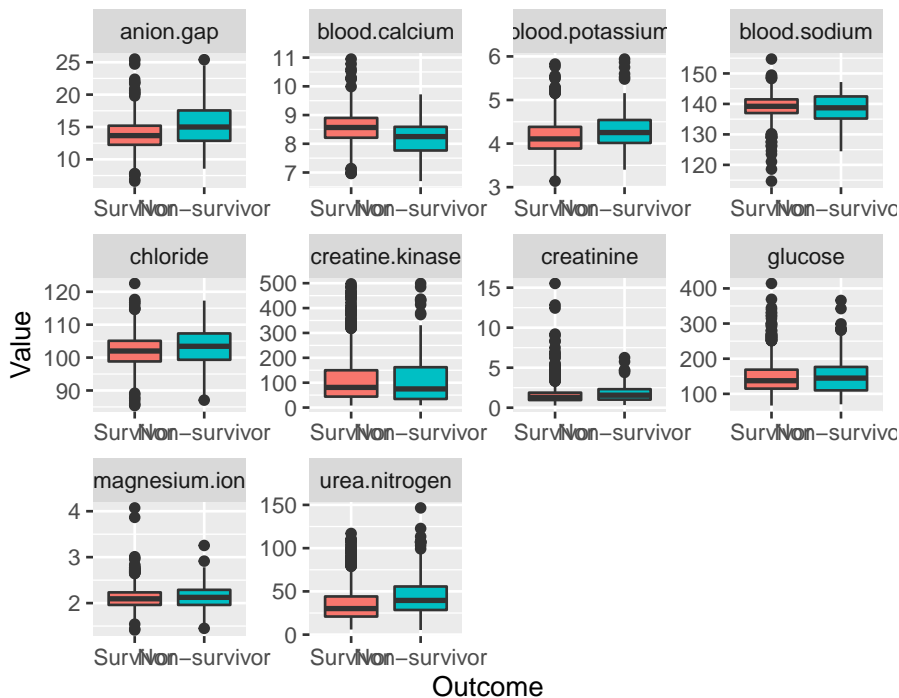 anion.gap
blood.calcium
blood.potassium
blood.sodium
25
20
15
10
11
10
9
8
7
6
5
4
3
150
140
130
120
Survivor Non−survivor
Survivor Non−survivor
Survivor Non−survivor
Survivor Non−survivor
chloride
creatine.kinase
creatinine
glucose
120
110
100
90
500
400
300
200
100
0
15
10
5
0
400
300
200
100
Survivor Non−survivor
Survivor Non−survivor
Survivor Non−survivor
Survivor Non−survivor
magnesium.ion
urea.nitrogen
4
3
2
150
100
50
0
Survivor Non−survivor
Survivor Non−survivor
Value
Outcome